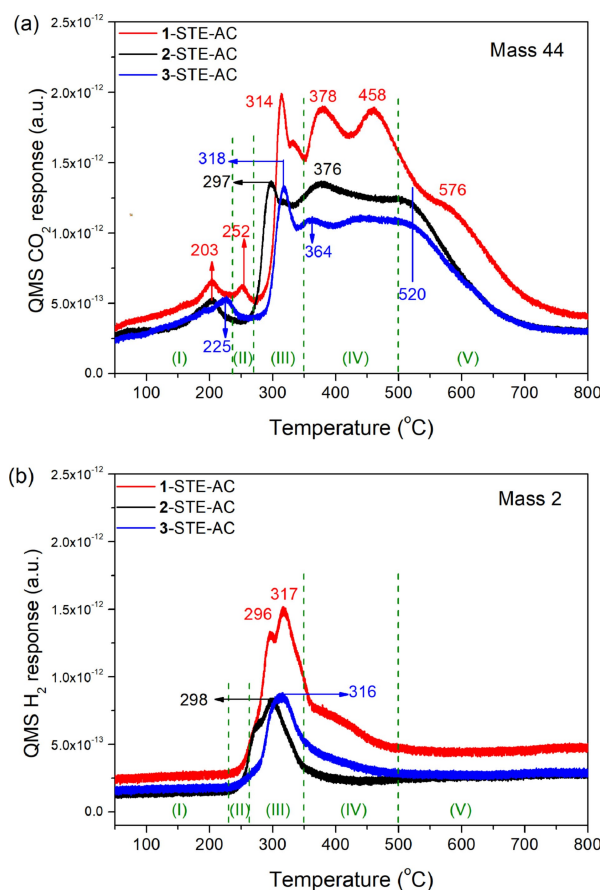 (a)
1-STE-AC
2-STE-AC
3-STE-AC
Mass 44
QMS CO₂ response (a.u.)
2.5x10⁻¹²
2.0x10⁻¹²
1.5x10⁻¹²
1.0x10⁻¹²
5.0x10⁻¹³
0.0
314
378
458
318
297
376
576
203
252
364
520
225
(I)
(II)
(III)
(IV)
(V)
100 200 300 400 500 600 700 800
Temperature (°C)
(b)
1-STE-AC
2-STE-AC
3-STE-AC
Mass 2
QMS H₂ response (a.u.)
2.5x10⁻¹²
2.0x10⁻¹²
1.5x10⁻¹²
1.0x10⁻¹²
5.0x10⁻¹³
0.0
296
317
298
316
(I)
(II)
(III)
(IV)
(V)
100 200 300 400 500 600 700 800
Temperature (°C)